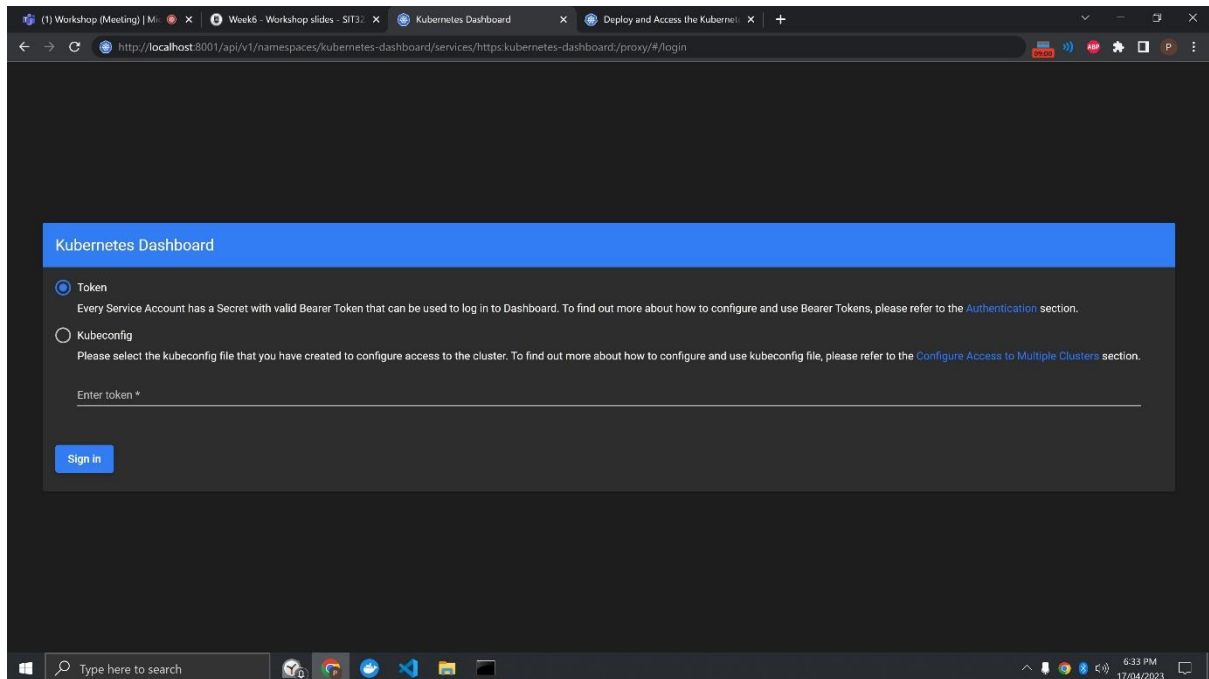 (1) Workshop (Meeting) | Mic
Week6 - Workshop slides - SIT32
Kubernetes Dashboard
Deploy and Access the Kubernet
http://localhost:8001/api/v1/namespaces/kubernetes-dashboard/services/https:kubernetes-dashboard:/proxy/#/login
ABP
P
Kubernetes Dashboard
Token
Every Service Account has a Secret with valid Bearer Token that can be used to log in to Dashboard. To find out more about how to configure and use Bearer Tokens, please refer to the Authentication section.
Kubeconfig
Please select the kubeconfig file that you have created to configure access to the cluster. To find out more about how to configure and use kubeconfig file, please refer to the Configure Access to Multiple Clusters section.
Enter token *
Sign in
Type here to search
6:33 PM
17/04/2023